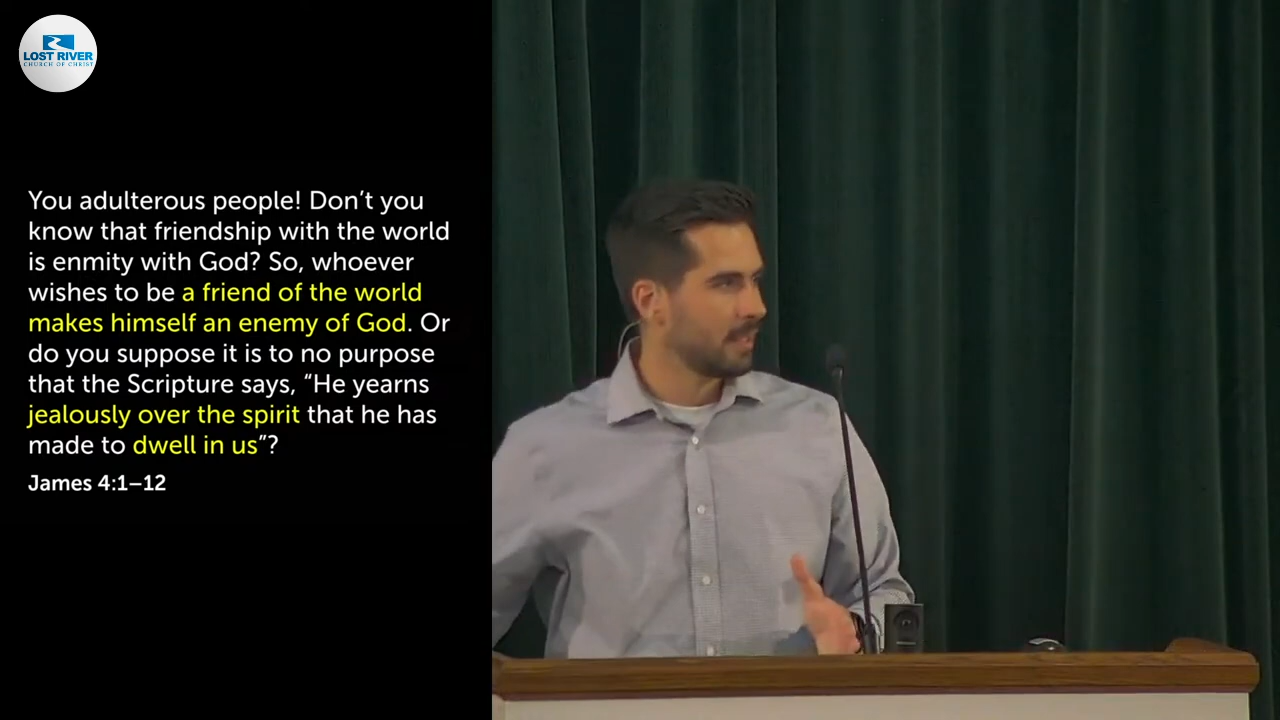 LOST RIVER
CHURCH OF CHRIST
You adulterous people! Don’t you
know that friendship with the world
is enmity with God? So, whoever
wishes to be a friend of the world
makes himself an enemy of God. Or
do you suppose it is to no purpose
that the Scripture says, “He yearns
jealously over the spirit that he has
made to dwell in us”?
James 4:1–12